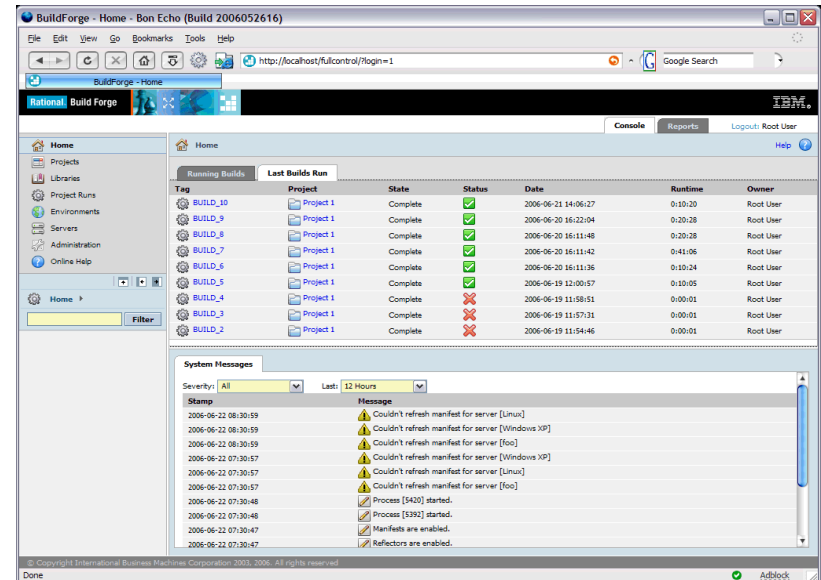 BuildForge - Home - Bon Echo (Build 2006052616)
File Edit View Go Bookmarks Tools Help
http://localhost/fullcontrol/?login=1
G Google Search
BuildForge - Home
Rational. Build Forge
IBM.
Console Reports Logout: Root User
Home
Home Help
Projects
Libraries
Project Runs
Environments
Servers
Administration
Online Help
Home
Filter
Running Builds Last Builds Run
Tag Project State Status Date Runtime Owner
BUILD_10 Project 1 Complete 2006-06-21 14:06:27 0:10:20 Root User
BUILD_9 Project 1 Complete 2006-06-20 16:22:04 0:20:28 Root User
BUILD_8 Project 1 Complete 2006-06-20 16:11:48 0:20:28 Root User
BUILD_7 Project 1 Complete 2006-06-20 16:11:42 0:41:06 Root User
BUILD_6 Project 1 Complete 2006-06-20 16:11:36 0:10:24 Root User
BUILD_5 Project 1 Complete 2006-06-19 12:00:57 0:10:05 Root User
BUILD_4 Project 1 Complete 2006-06-19 11:58:51 0:00:01 Root User
BUILD_3 Project 1 Complete 2006-06-19 11:57:31 0:00:01 Root User
BUILD_2 Project 1 Complete 2006-06-19 11:54:46 0:00:01 Root User
System Messages
Severity: All Last: 12 Hours
Stamp Message
2006-06-22 08:30:59 Couldn't refresh manifest for server [Linux]
2006-06-22 08:30:59 Couldn't refresh manifest for server [Windows XP]
2006-06-22 08:30:59 Couldn't refresh manifest for server [foo]
2006-06-22 07:30:57 Couldn't refresh manifest for server [Windows XP]
2006-06-22 07:30:57 Couldn't refresh manifest for server [Linux]
2006-06-22 07:30:57 Couldn't refresh manifest for server [foo]
2006-06-22 07:30:48 Process [5420] started.
2006-06-22 07:30:48 Process [5392] started.
2006-06-22 07:30:47 Manifests are enabled.
2006-06-22 07:30:47 Reflectors are enabled.
© Copyright International Business Machines Corporation 2003, 2006. All rights reserved
Done Adblock